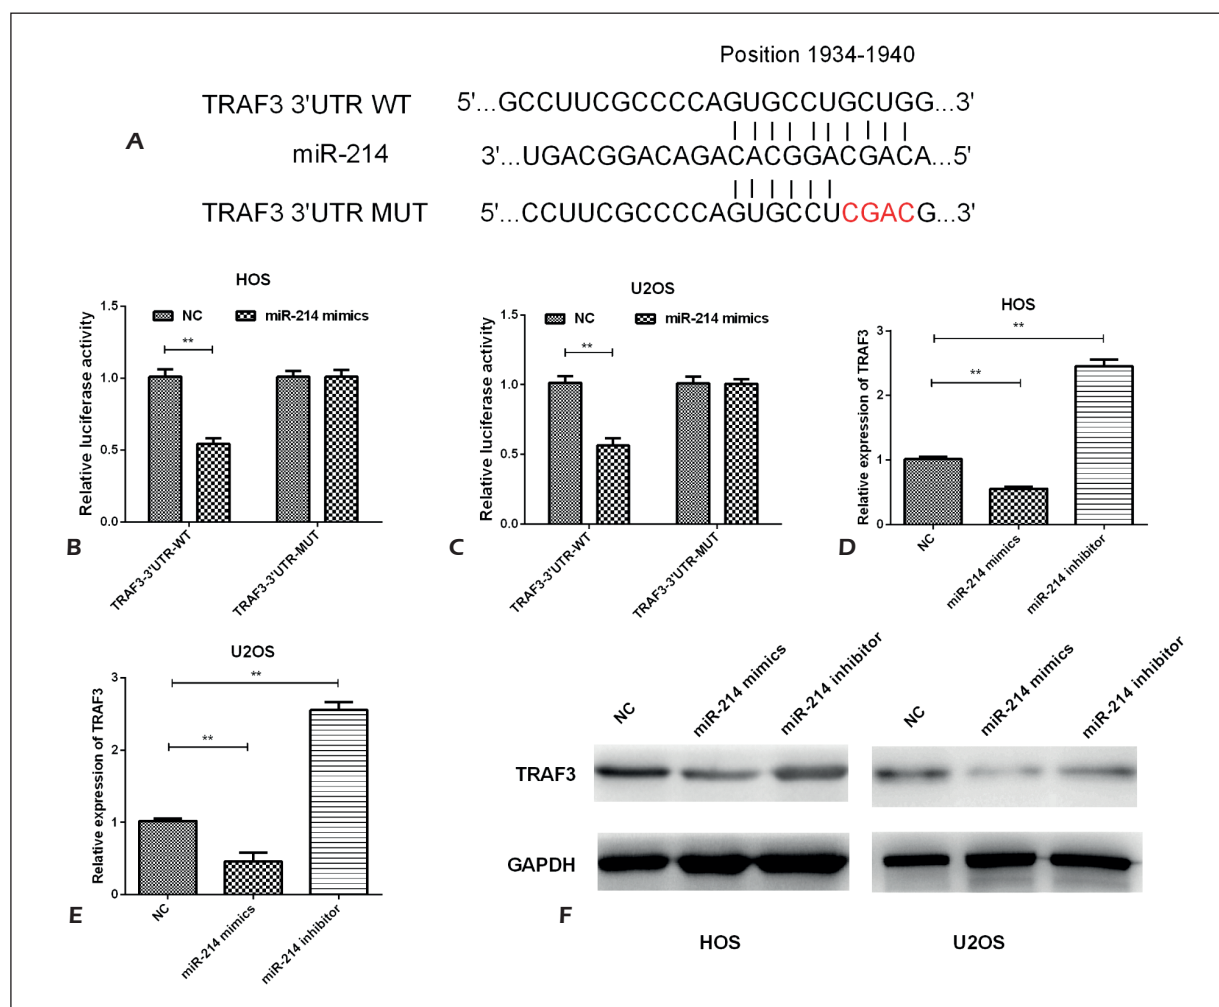 Position 1934-1940
TRAF3 3'UTR WT 5'...GCCUUCGCCCCAGUGCCUGCUGG...3'
A
miR-214 3'...UGACGGACAGACACGGACGACA...5'
TRAF3 3'UTR MUT 5'...CCUUCGCCCCAGUGCCUCGACG...3'
HOS
Relative luciferase activity
1.5
1.0
0.5
0.0
NC
miR-214 mimics
**
TRAF3-3'UTR-WT
TRAF3-3'UTR-MUT
B
U2OS
Relative luciferase activity
1.5
1.0
0.5
0.0
NC
miR-214 mimics
**
TRAF3-3'UTR-WT
TRAF3-3'UTR-MUT
C
HOS
Relative expression of TRAF3
3
2
1
0
**
**
NC
miR-214 mimics
miR-214 inhibitor
D
U2OS
Relative expression of TRAF3
3
2
1
0
**
**
NC
miR-214 mimics
miR-214 inhibitor
E
NC
miR-214 mimics
miR-214 inhibitor
NC
miR-214 mimics
miR-214 inhibitor
TRAF3
GAPDH
F
HOS
U2OS